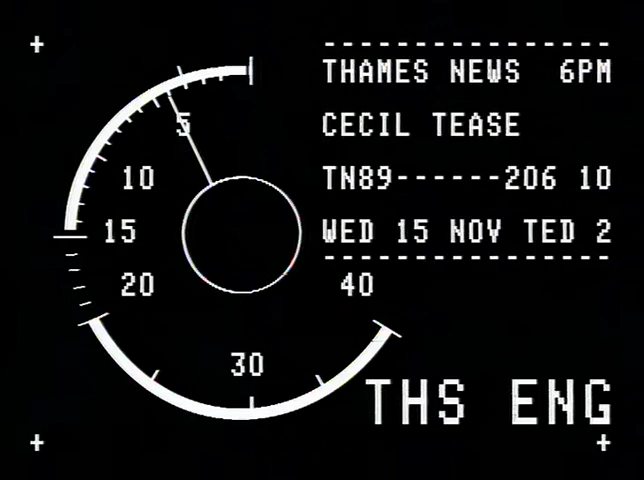 THAMES NEWS 6PM
CECIL TEASE
TN89------206 10
WED 15 NOV TED 2
5
10
15
20
30
40
THS ENG